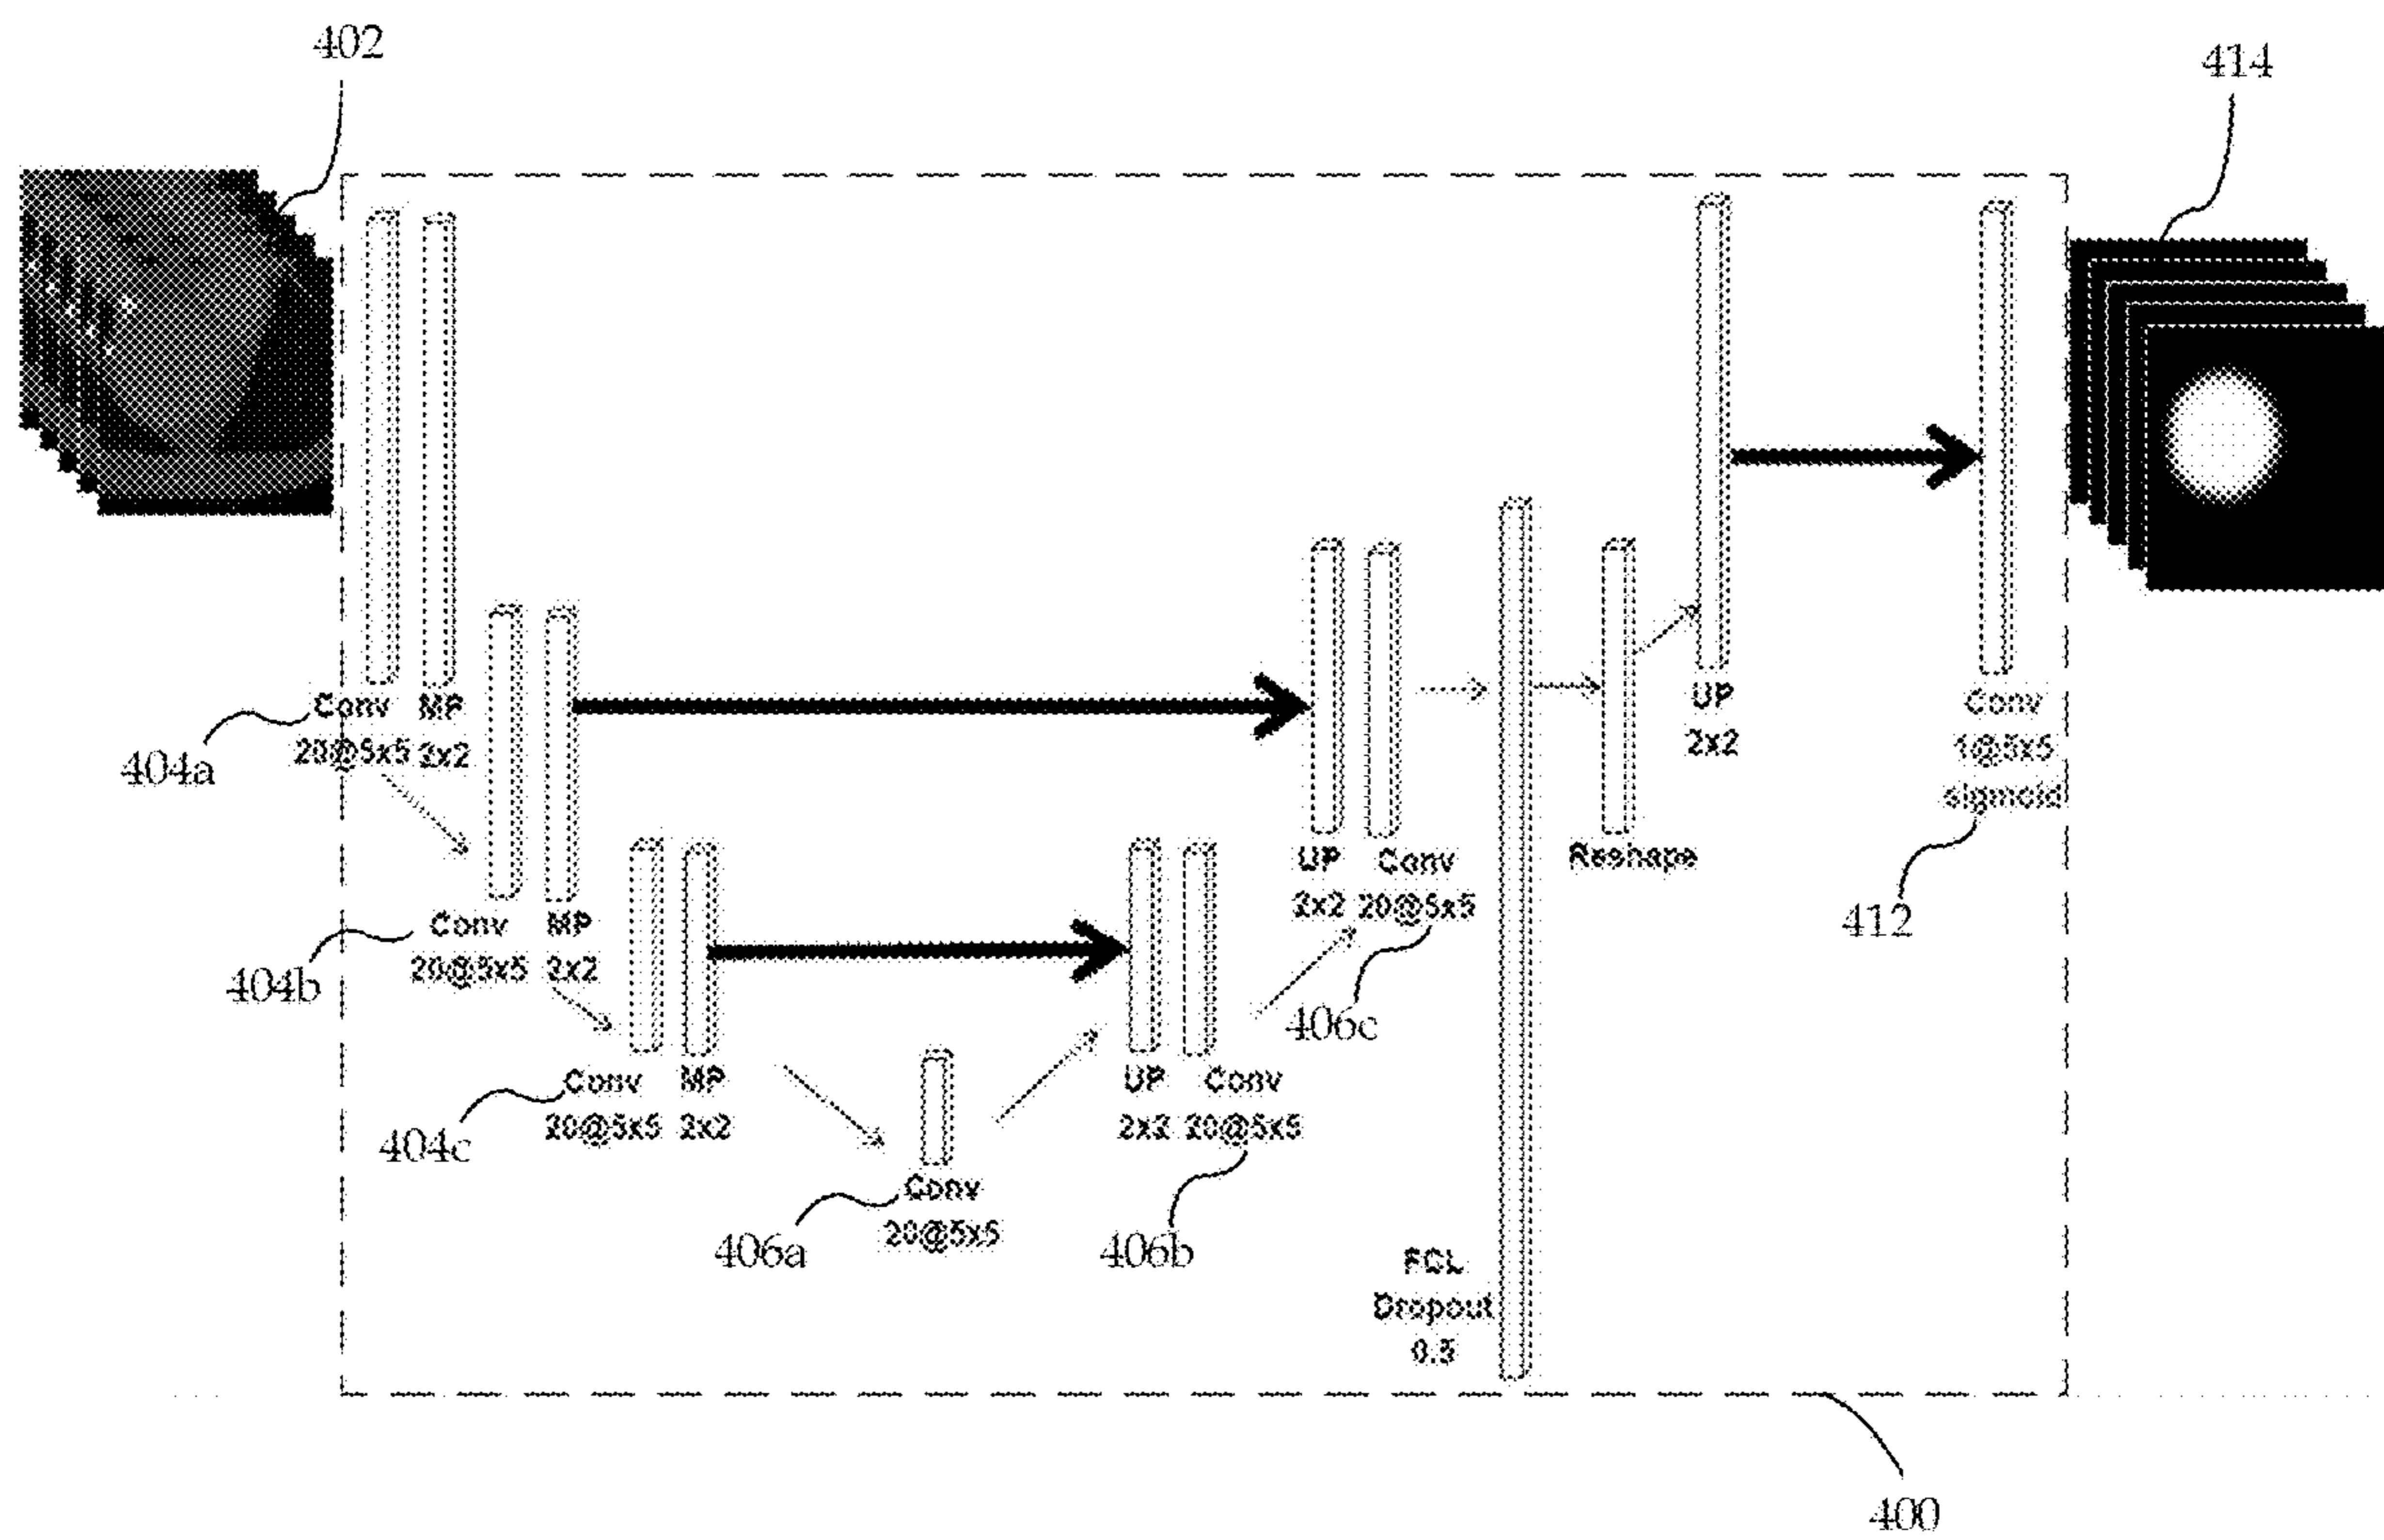 402
414
Conv MP
20@5x5 2x2
404a
UP
2x2
Conv
1@5x5
sigmoid
412
Conv MP
20@5x5 2x2
404b
UP Conv
2x2 20@5x5
406c
Reshape
Conv MP
20@5x5 2x2
404c
UP Conv
2x2 20@5x5
406b
Conv
20@5x5
406a
FCL
Dropout
0.5
400